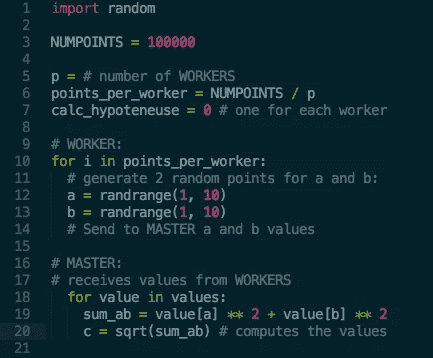 1 import random
2
3 NUMPOINTS = 100000
4
5 p = # number of WORKERS
6 points_per_worker = NUMPOINTS / p
7 calc_hypoteneuse = 0 # one for each worker
8
9 # WORKER:
10 for i in points_per_worker:
11   # generate 2 random points for a and b:
12   a = randrange(1, 10)
13   b = randrange(1, 10)
14   # Send to MASTER a and b values
15
16 # MASTER:
17 # receives values from WORKERS
18   for value in values:
19     sum_ab = value[a] ** 2 + value[b] ** 2
20     c = sqrt(sum_ab) # computes the values
21